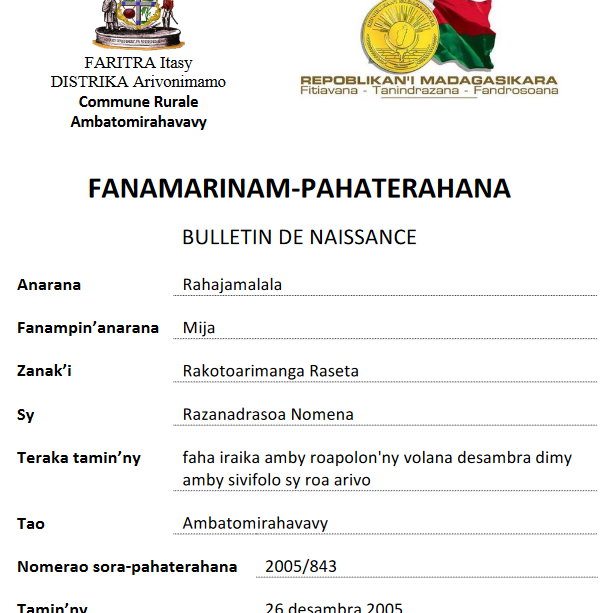 FARITRA Itasy
DISTRIKA Arivonimamo
Commune Rurale
Ambatomirahavavy
REPOBLIKAN'I MADAGASIKARA
Fitiavana - Tanindrazana - Fandrosoana
FANAMARINAM-PAHATERAHANA
BULLETIN DE NAISSANCE
Anarana Rahajamalala
Fanampin’anarana Mija
Zanak’i Rakotoarimanga Raseta
Sy Razanadrasoa Nomena
Teraka tamin’ny faha iraika amby roapolon'ny volana desambra dimy
amby sivifolo sy roa arivo
Tao Ambatomirahavavy
Nomerao sora-pahaterahana 2005/843
Tamin’ny 26 desambra 2005